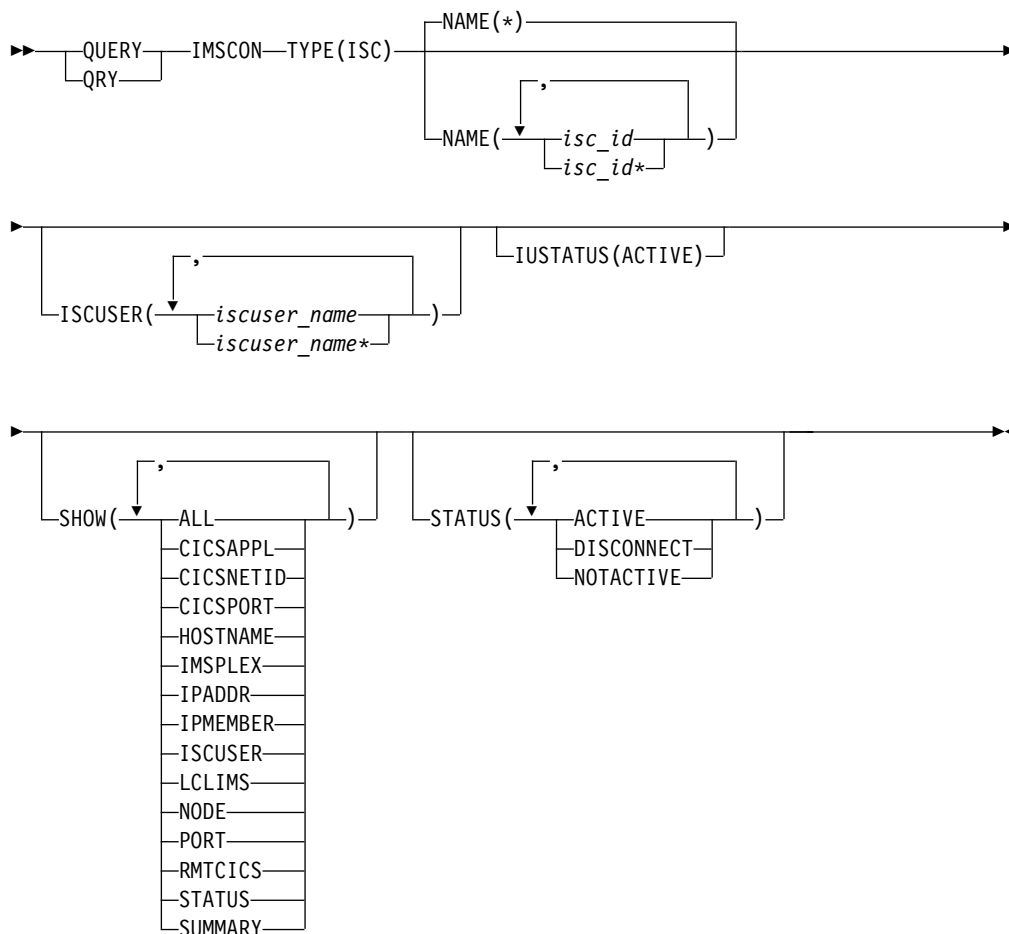 NAME(*)
QUERY IMSCON TYPE(ISC)
QRY
,
NAME( isc_id )
isc_id*
,
ISCUSER( iscuser_name )
iscuser_name*
IUSTATUS(ACTIVE)
,
SHOW( ALL )
CICSAPPL
CICSNETID
CICSPORT
HOSTNAME
IMSPLEX
IPADDR
IPMEMBER
ISCUSER
LCLIMS
NODE
PORT
RMTCICS
STATUS
SUMMARY
,
STATUS( ACTIVE )
DISCONNECT
NOTACTIVE